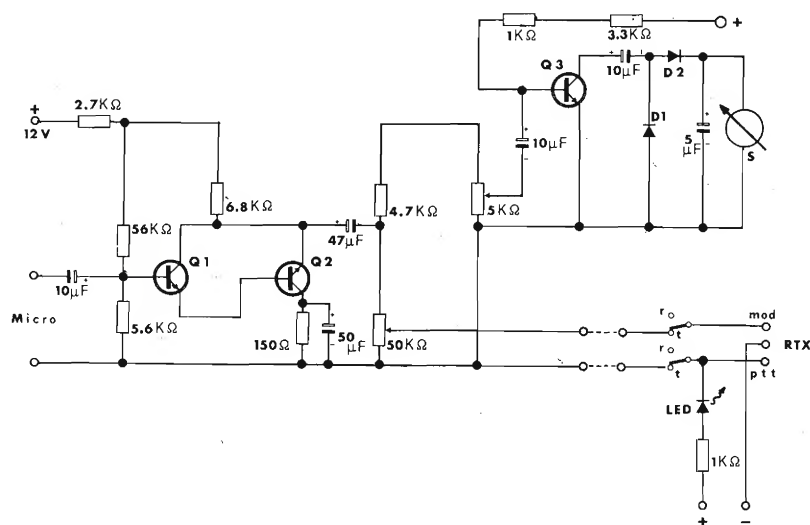 1KΩ
3.3KΩ
+
Q3
+
10μF
D2
D1
+
10μF
-
+
5
μF
-
S
+
12V
2.7KΩ
6.8KΩ
4.7KΩ
5KΩ
56KΩ
+
47μF
Q1
Q2
10μF
+
Micro
5.6KΩ
150Ω
+
50
μF
-
50KΩ
r
t
mod
RTX
r
t
ptt
LED
1KΩ
+
-